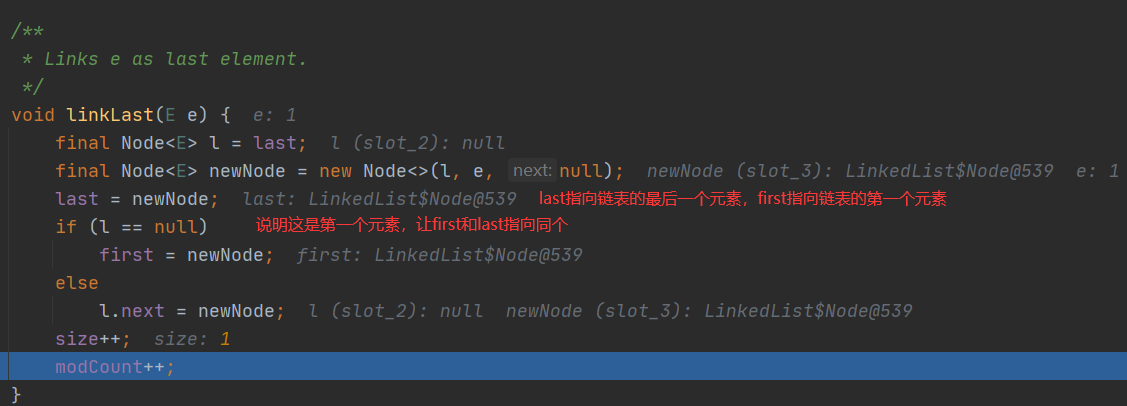 /**
 * Links e as last element.
 */
void linkLast(E e) {  e: 1
    final Node<E> l = last;  l (slot_2): null
    final Node<E> newNode = new Node<>(l, e, next: null);  newNode (slot_3): LinkedList$Node@539  e: 1
    last = newNode;  last: LinkedList$Node@539  last指向链表的最后一个元素，first指向链表的第一个元素
    if (l == null)  说明这是第一个元素，让first和last指向同个
        first = newNode;  first: LinkedList$Node@539
    else
        l.next = newNode;  l (slot_2): null  newNode (slot_3): LinkedList$Node@539
    size++;  size: 1
    modCount++;
}